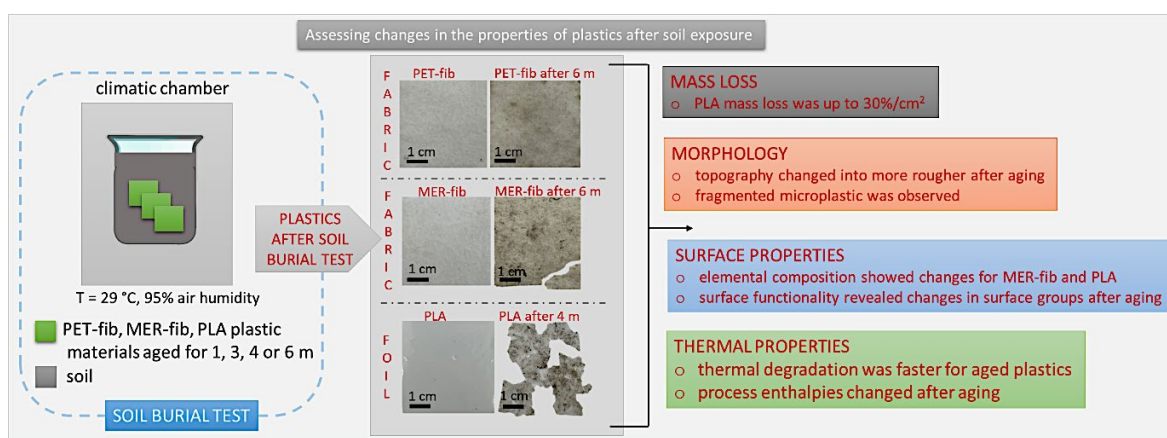 Assessing changes in the properties of plastics after soil exposure
climatic chamber
T = 29 °C, 95% air humidity
PET-fib, MER-fib, PLA plastic
materials aged for 1, 3, 4 or 6 m
soil
SOIL BURIAL TEST
PLASTICS
AFTER SOIL
BURIAL TEST
FABRIC
PET-fib
PET-fib after 6 m
1 cm
1 cm
FABRIC
MER-fib
MER-fib after 6 m
1 cm
1 cm
FOIL
PLA
PLA after 4 m
1 cm
1 cm
MASS LOSS
o PLA mass loss was up to 30%/cm²
MORPHOLOGY
o topography changed into more rougher after aging
o fragmented microplastic was observed
SURFACE PROPERTIES
o elemental composition showed changes for MER-fib and PLA
o surface functionality revealed changes in surface groups after aging
THERMAL PROPERTIES
o thermal degradation was faster for aged plastics
o process enthalpies changed after aging